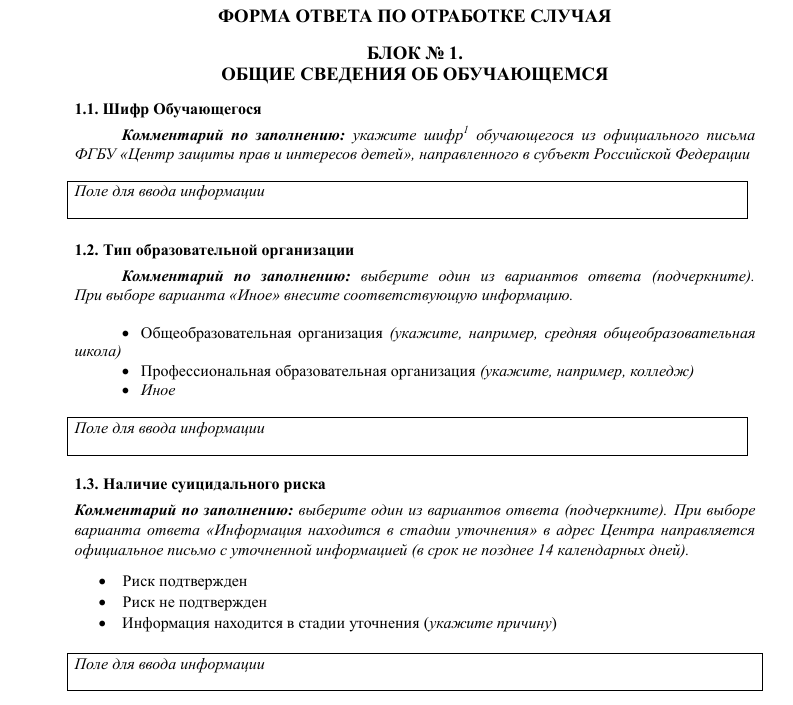 ФОРМА ОТВЕТА ПО ОТРАБОТКЕ СЛУЧАЯ
БЛОК № 1.
ОБЩИЕ СВЕДЕНИЯ ОБ ОБУЧАЮЩЕМСЯ
1.1. Шифр Обучающегося
Комментарий по заполнению: укажите шифр1 обучающегося из официального письма
ФГБУ «Центр защиты прав и интересов детей», направленного в субъект Российской Федерации
Поле для ввода информации
1.2. Тип образовательной организации
Комментарий по заполнению: выберите один из вариантов ответа (подчеркните).
При выборе варианта «Иное» внесите соответствующую информацию.
• Общеобразовательная организация (укажите, например, средняя общеобразовательная
школа)
• Профессиональная образовательная организация (укажите, например, колледж)
• Иное
Поле для ввода информации
1.3. Наличие суицидального риска
Комментарий по заполнению: выберите один из вариантов ответа (подчеркните). При выборе
варианта ответа «Информация находится в стадии уточнения» в адрес Центра направляется
официальное письмо с уточненной информацией (в срок не позднее 14 календарных дней).
• Риск подтвержден
• Риск не подтвержден
• Информация находится в стадии уточнения (укажите причину)
Поле для ввода информации